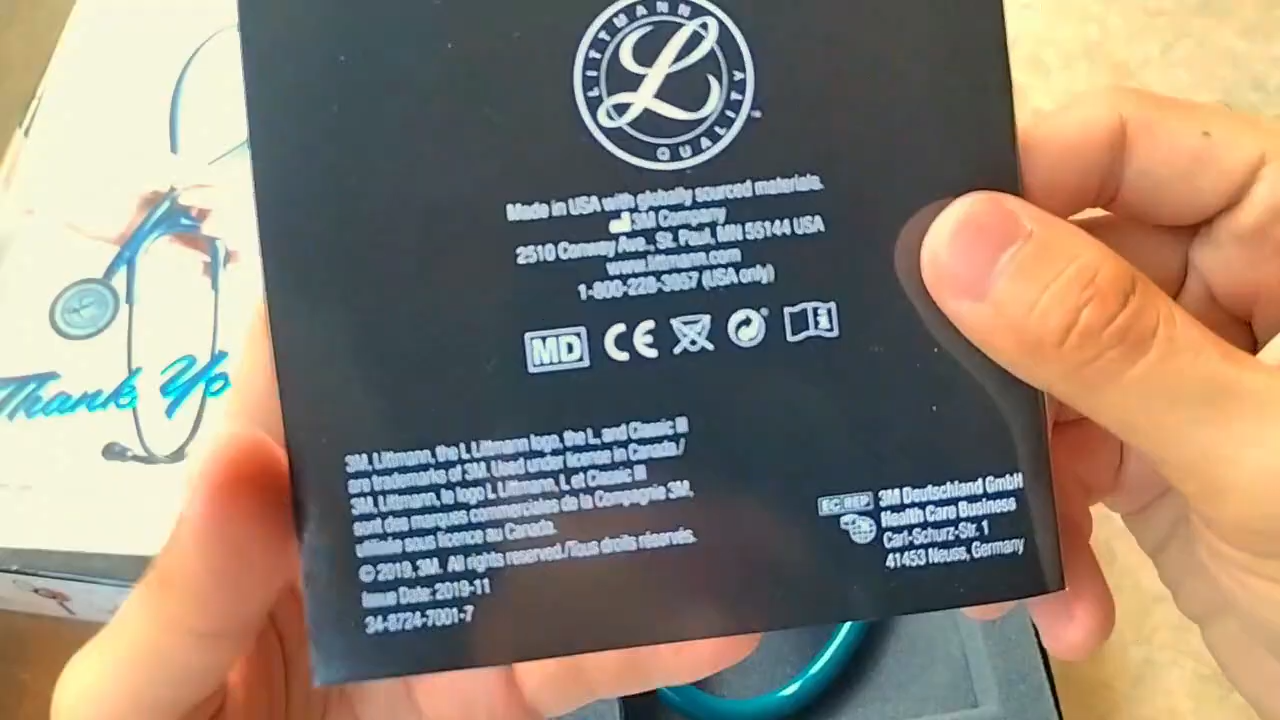 LITTMANN
L
QUALITY
™
Made in USA with globally sourced materials.
3M Company
2510 Conway Ave., St. Paul, MN 55144 USA
www.littmann.com
1-800-228-3957 (USA only)
MD CE
3M, Littmann, the L Littmann logo, the L, and Classic III
are trademarks of 3M. Used under license in Canada /
3M, Littmann, le logo L Littmann, L et Classic III
sont des marques commerciales de la Compagnie 3M,
utilisée sous licence au Canada.
© 2019, 3M. All rights reserved./Tous droits réservés.
Issue Date: 2019-11
34-8724-7001-7
EC REP
3M Deutschland GmbH
Health Care Business
Carl-Schurz-Str. 1
41453 Neuss, Germany
Thank Yo